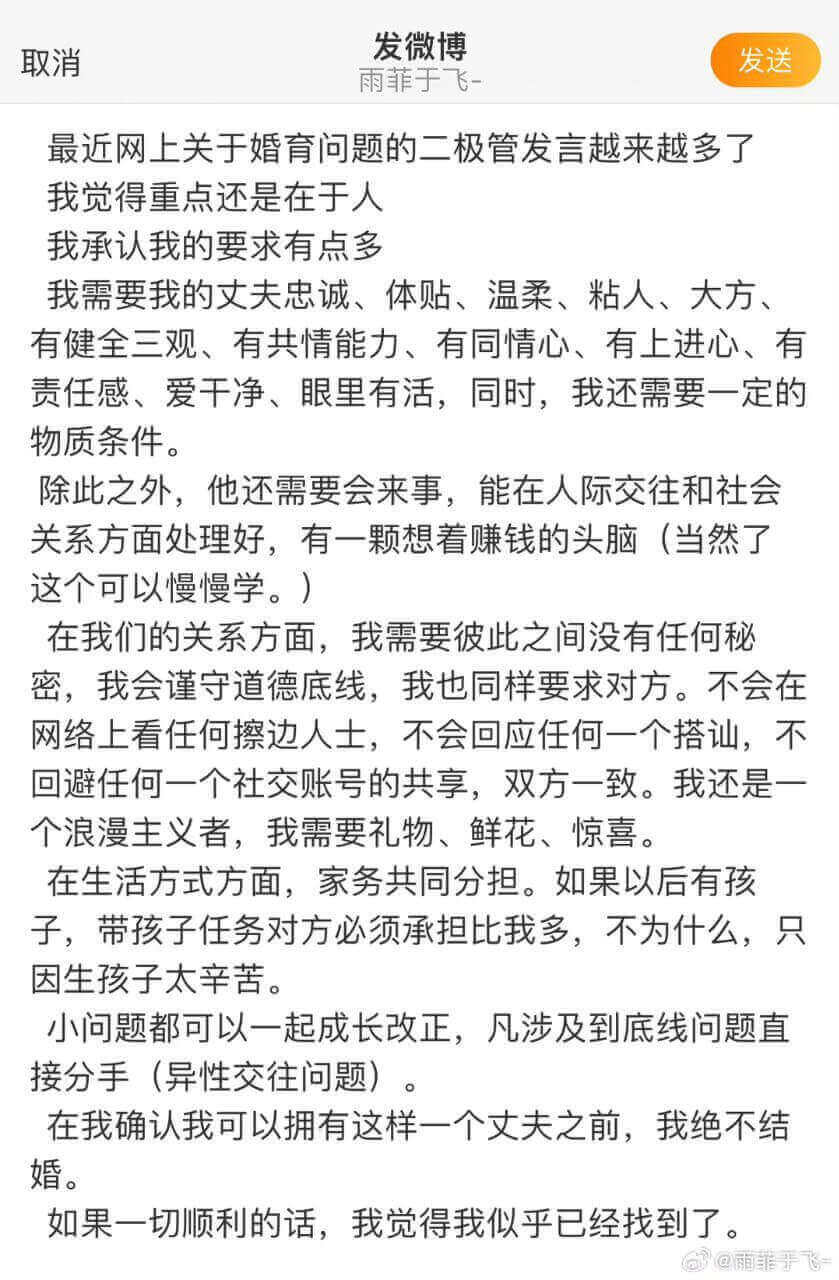 取消
发微博
雨菲于飞-
发送
最近网上关于婚育问题的二极管发言越来越多了
我觉得重点还是在于人
我承认我的要求有点多
我需要我的丈夫忠诚、体贴、温柔、粘人、大方、
有健全三观、有共情能力、有同情心、有上进心、有
责任感、爱干净、眼里有活，同时，我还需要一定的
物质条件。
除此之外，他还需要会来事，能在人际交往和社会
关系方面处理好，有一颗想着赚钱的头脑（当然了
这个可以慢慢学。）
在我们的关系方面，我需要彼此之间没有任何秘
密，我会谨守道德底线，我也同样要求对方。不会在
网络上看任何擦边人士，不会回应任何一个搭讪，不
回避任何一个社交账号的共享，双方一致。我还是一
个浪漫主义者，我需要礼物、鲜花、惊喜。
在生活方式方面，家务共同分担。如果以后有孩
子，带孩子任务对方必须承担比我多，不为什么，只
因生孩子太辛苦。
小问题都可以一起成长改正，凡涉及到底线问题直
接分手（异性交往问题）。
在我确认我可以拥有这样一个丈夫之前，我绝不结
婚。
如果一切顺利的话，我觉得我似乎已经找到了。
@雨菲于飞-